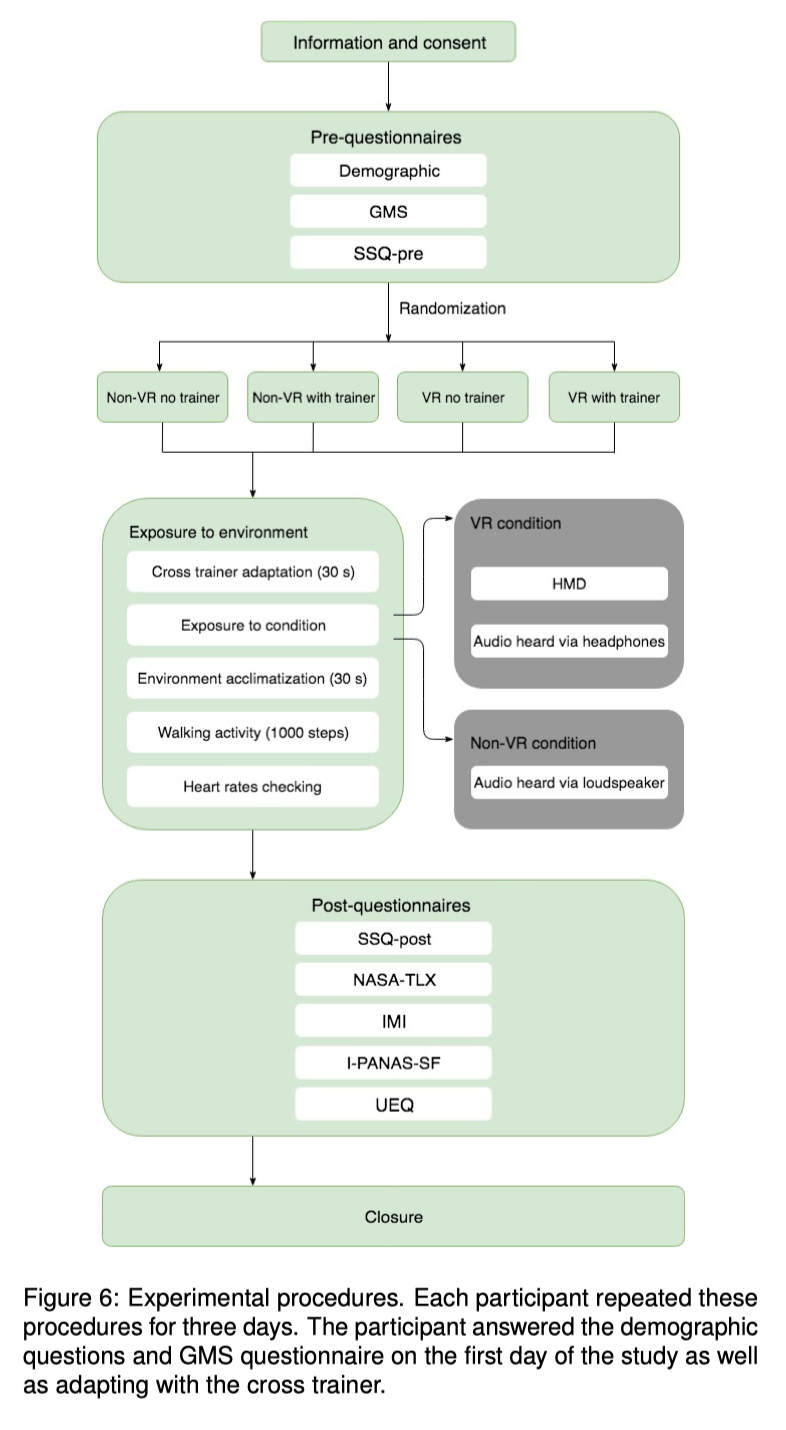 Information and consent
Pre-questionnaires
Demographic
GMS
SSQ-pre
Randomization
Non-VR no trainer
Non-VR with trainer
VR no trainer
VR with trainer
Exposure to environment
Cross trainer adaptation (30 s)
Exposure to condition
Environment acclimatization (30 s)
Walking activity (1000 steps)
Heart rates checking
VR condition
HMD
Audio heard via headphones
Non-VR condition
Audio heard via loudspeaker
Post-questionnaires
SSQ-post
NASA-TLX
IMI
I-PANAS-SF
UEQ
Closure
Figure 6: Experimental procedures. Each participant repeated these
procedures for three days. The participant answered the demographic
questions and GMS questionnaire on the first day of the study as well
as adapting with the cross trainer.